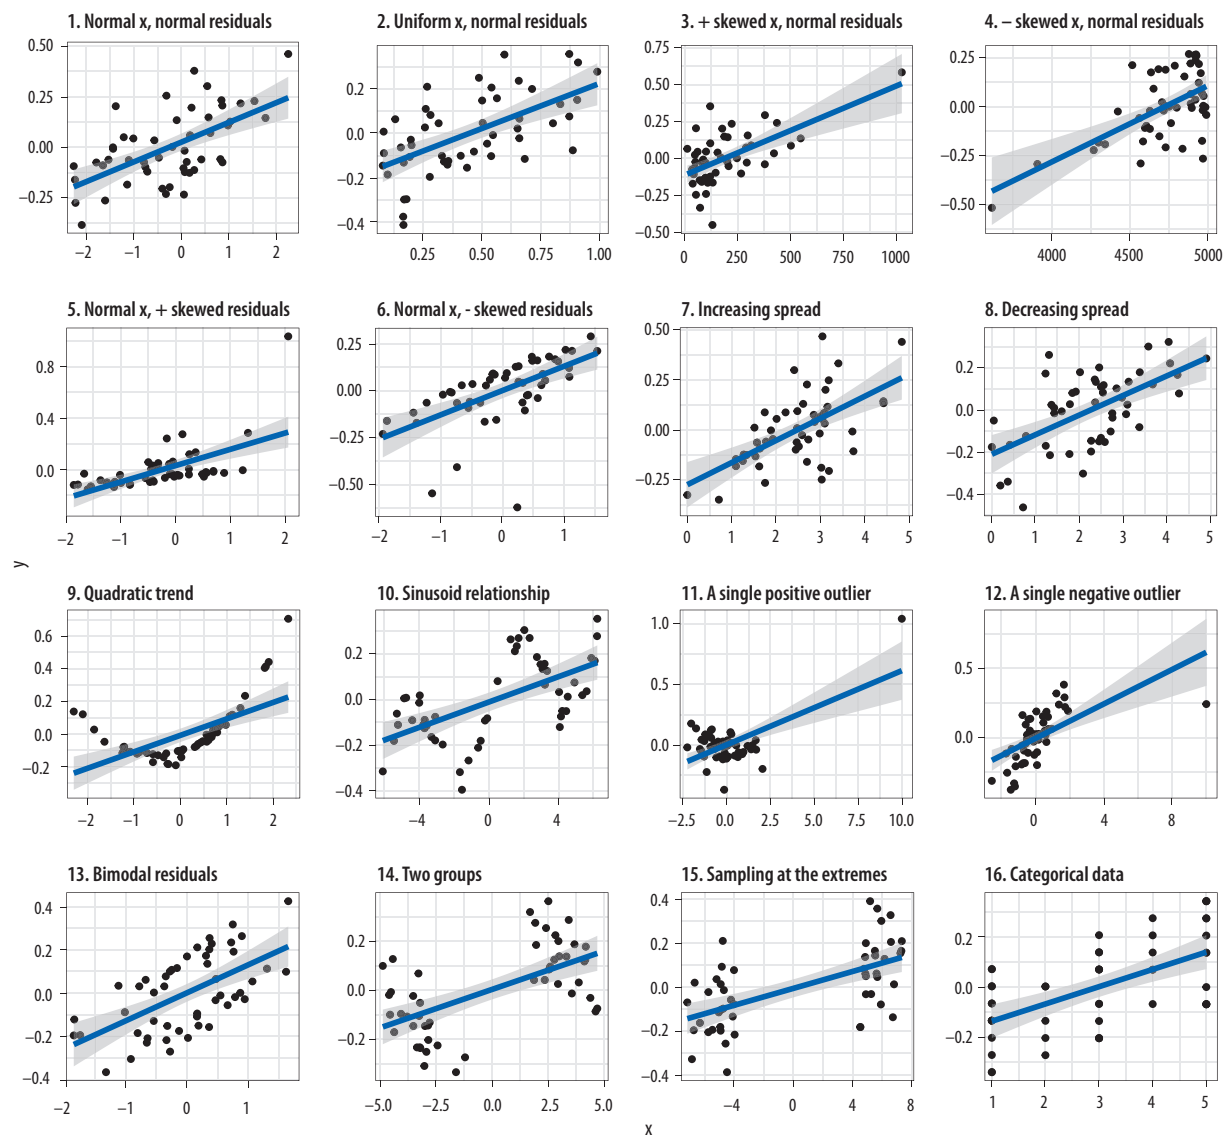 1. Normal x, normal residuals
2. Uniform x, normal residuals
3. + skewed x, normal residuals
4. – skewed x, normal residuals
0.50
0.25
0.00
−0.25
−2 −1 0 1 2
0.2
0.0
−0.2
−0.4
0.25 0.50 0.75 1.00
0.75
0.50
0.25
0.00
−0.25
−0.50
0 250 500 750 1000
0.25
0.00
−0.25
−0.50
4000 4500 5000
5. Normal x, + skewed residuals
6. Normal x, - skewed residuals
7. Increasing spread
8. Decreasing spread
0.8
0.4
0.0
−2 −1 0 1 2
0.25
0.00
−0.25
−0.50
−2 −1 0 1
0.50
0.25
0.00
−0.25
0 1 2 3 4 5
0.2
0.0
−0.2
−0.4
0 1 2 3 4 5
y
9. Quadratic trend
10. Sinusoid relationship
11. A single positive outlier
12. A single negative outlier
0.6
0.4
0.2
0.0
−0.2
−2 −1 0 1 2
0.2
0.0
−0.2
−0.4
−4 0 4
1.0
0.5
0.0
−2.5 0.0 2.5 5.0 7.5 10.0
0.5
0.0
0 4 8
13. Bimodal residuals
14. Two groups
15. Sampling at the extremes
16. Categorical data
0.4
0.2
0.0
−0.2
−0.4
−2 −1 0 1
0.2
0.0
−0.2
−5.0 −2.5 0.0 2.5 5.0
0.4
0.2
0.0
−0.2
−0.4
−4 0 4 8
0.2
0.0
−0.2
1 2 3 4 5
x